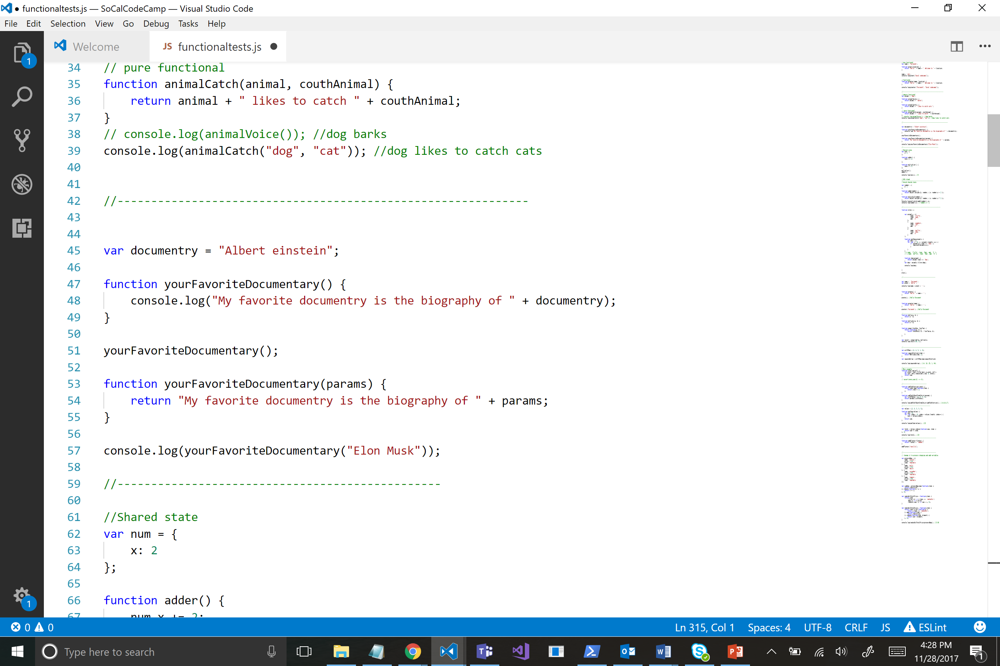 functionaltests.js — SoCalCodeCamp — Visual Studio Code
File Edit Selection View Go Debug Tasks Help
Welcome JS functionaltests.js
34 // pure functional
35 function animalCatch(animal, couthAnimal) {
36     return animal + " likes to catch " + couthAnimal;
37 }
38 // console.log(animalVoice()); //dog barks
39 console.log(animalCatch("dog", "cat")); //dog likes to catch cats
40
41
42 //-------------------------------------------------------------
43
44
45 var documentry = "Albert einstein";
46
47 function yourFavoriteDocumentary() {
48     console.log("My favorite documentry is the biography of " + documentry);
49 }
50
51 yourFavoriteDocumentary();
52
53 function yourFavoriteDocumentary(params) {
54     return "My favorite documentry is the biography of " + params;
55 }
56
57 console.log(yourFavoriteDocumentary("Elon Musk"));
58
59 //------------------------------------------------
60
61 //Shared state
62 var num = {
63     x: 2
64 };
65
66 function adder() {
67     num.x += 2;
1
1
0 0 Ln 315, Col 1 Spaces: 4 UTF-8 CRLF JS ESLint
Type here to search
4:28 PM
11/28/2017
1